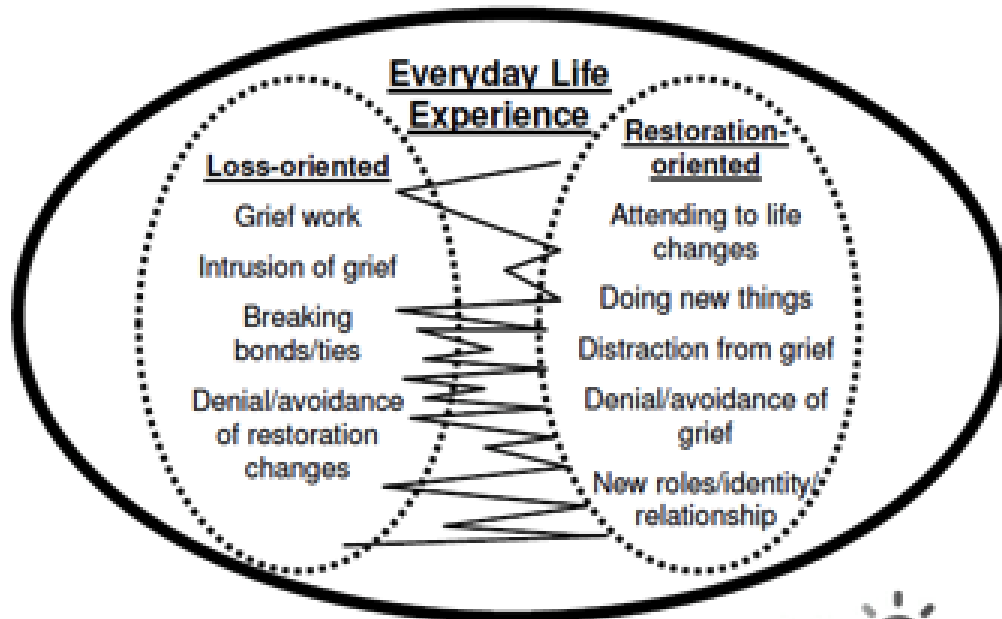 Everyday Life
Experience
Loss-oriented
Grief work
Intrusion of grief
Breaking
bonds/ties
Denial/avoidance
of restoration
changes
Restoration-
oriented
Attending to life
changes
Doing new things
Distraction from grief
Denial/avoidance of
grief
New roles/identity/
relationship